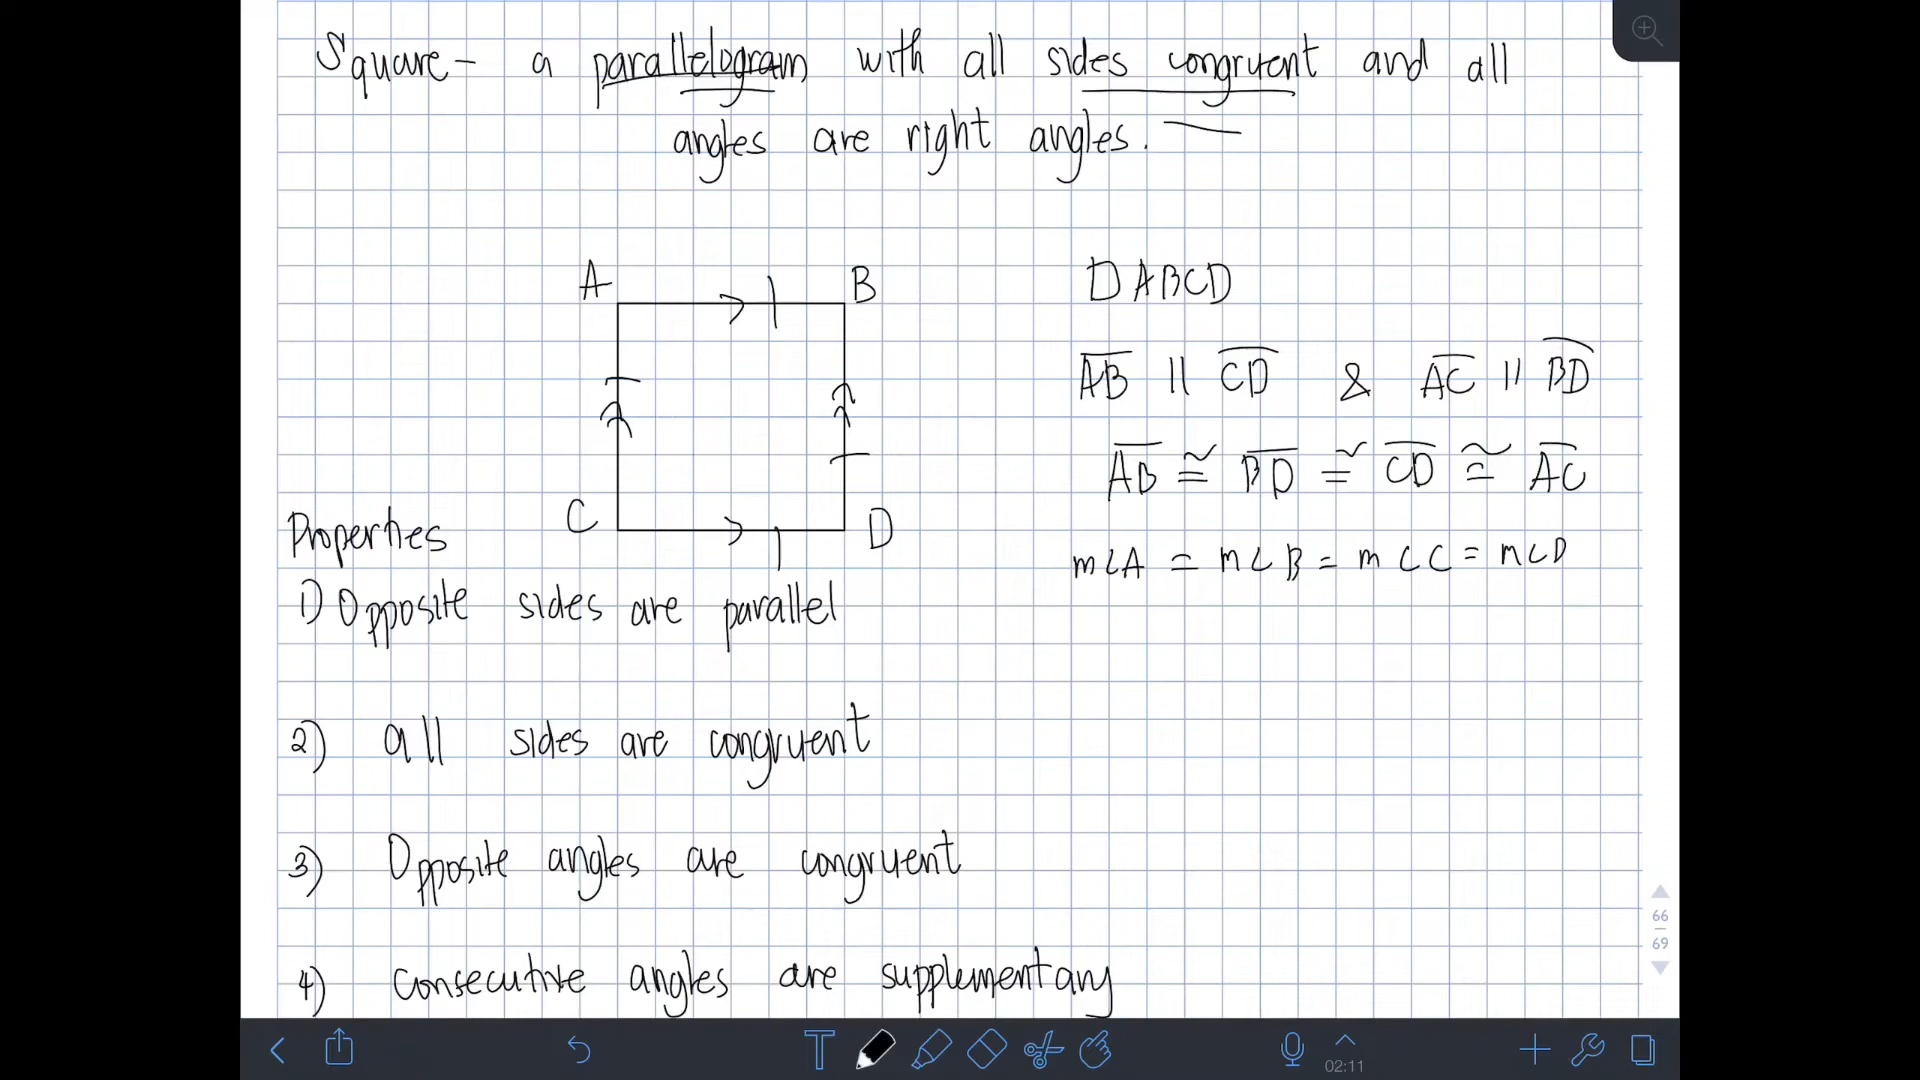 Square - a parallelogram with all sides congruent and all
angles are right angles.
A
B
C
D
□ ABCD
AB || CD & AC || BD
AB ≅ BD ≅ CD ≅ AC
m∠A = m∠B = m∠C = m∠D
Properties
1) Opposite sides are parallel
2) all sides are congruent
3) Opposite angles are congruent
4) Consecutive angles are supplementary
66
69
T
02:11